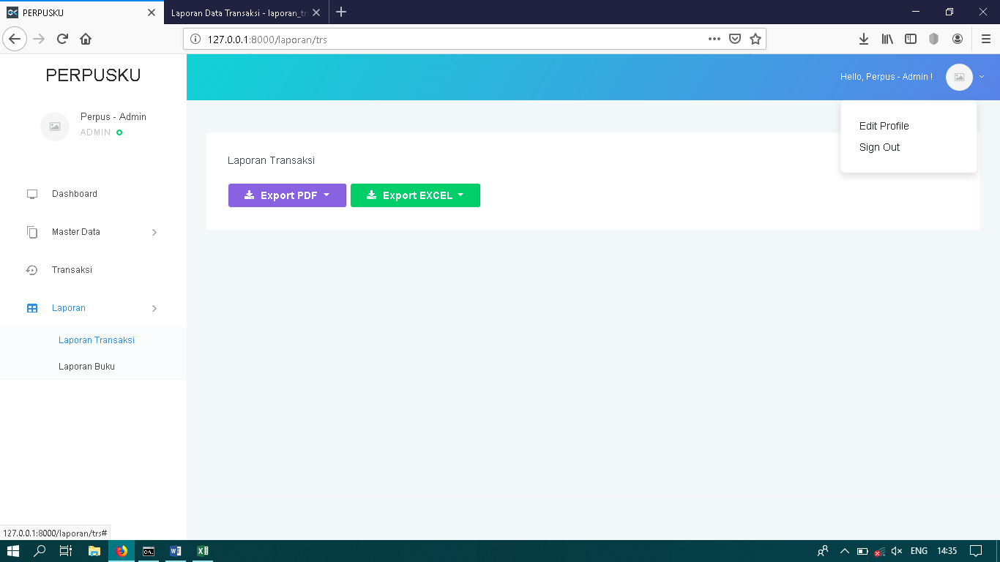 PERPUSKU
Laporan Data Transaksi - laporan_tr
127.0.0.1:8000/laporan/trs
PERPUSKU
Hello, Perpus - Admin !
Perpus - Admin
ADMIN
Edit Profile
Sign Out
Laporan Transaksi
Export PDF
Export EXCEL
Dashboard
Master Data
Transaksi
Laporan
Laporan Transaksi
Laporan Buku
127.0.0.1:8000/laporan/trs#
ENG
14:35